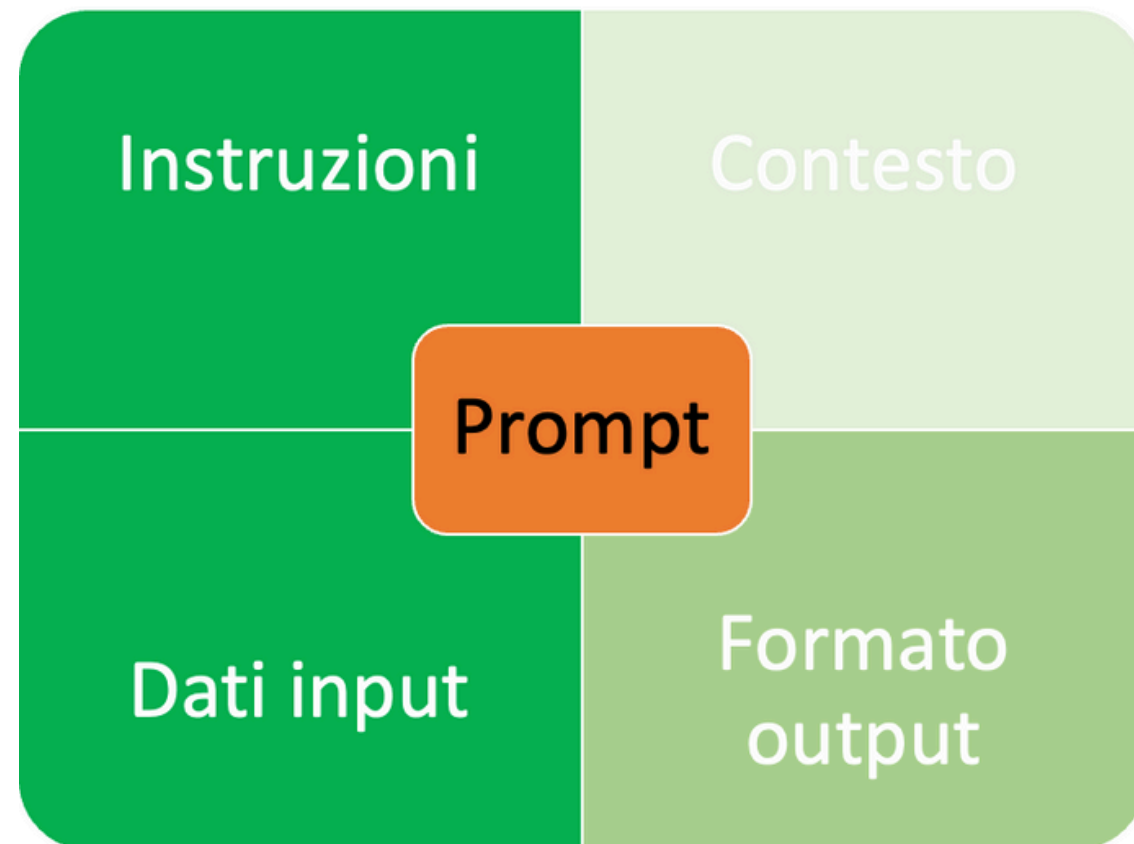 Instruzioni
Contesto
Prompt
Dati input
Formato
output